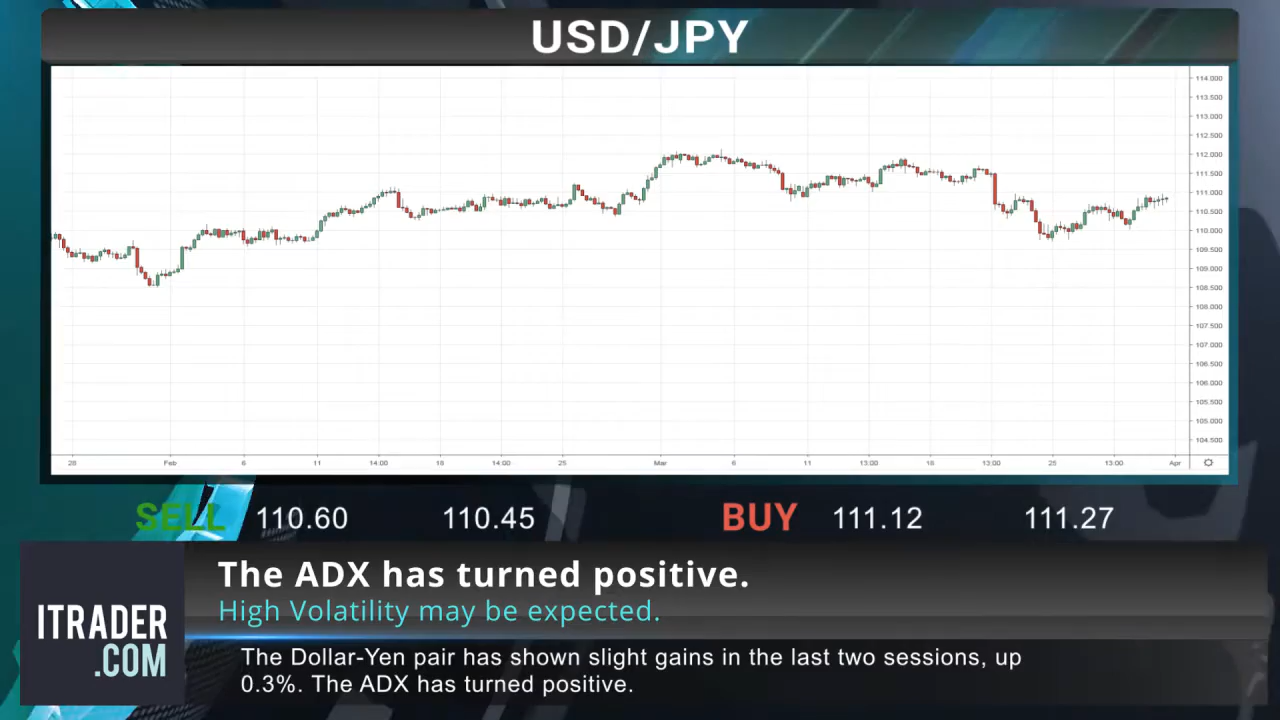 USD/JPY
114.000
113.500
113.000
112.500
112.000
111.500
111.000
110.500
110.000
109.500
109.000
108.500
108.000
107.500
107.000
106.500
106.000
105.500
105.000
104.500
28 Feb 6 11 14:00 18 14:00 25 Mar 6 11 13:00 18 13:00 25 13:00 Apr
SELL 110.60 110.45 BUY 111.12 111.27
The ADX has turned positive.
High Volatility may be expected.
ITRADER
.COM
The Dollar-Yen pair has shown slight gains in the last two sessions, up
0.3%. The ADX has turned positive.